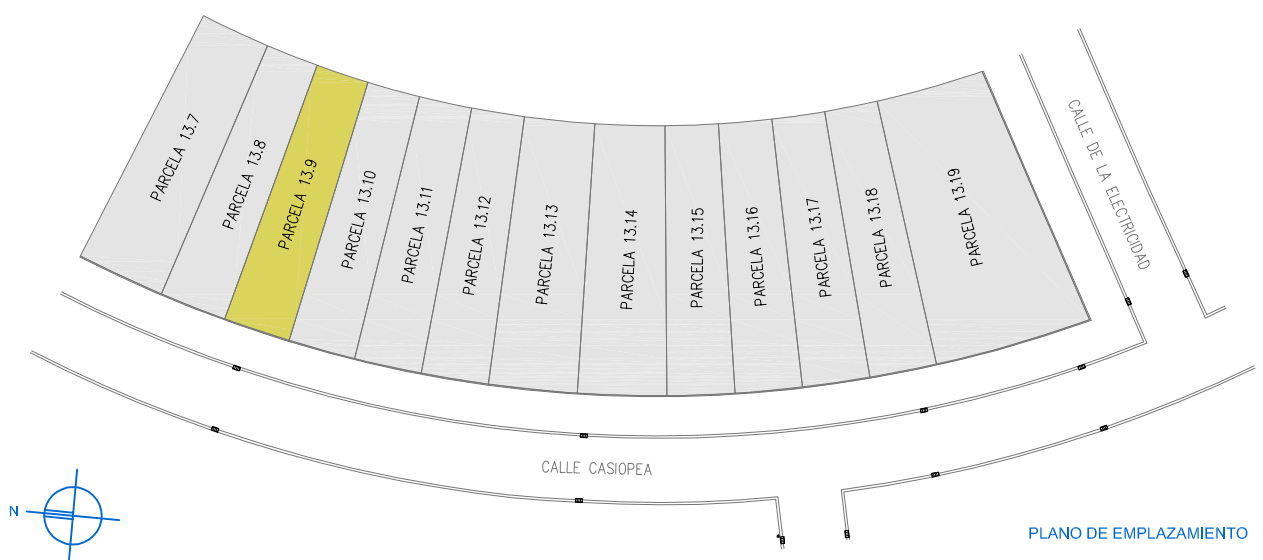 PARCELA 13.7
PARCELA 13.8
PARCELA 13.9
PARCELA 13.10
PARCELA 13.11
PARCELA 13.12
PARCELA 13.13
PARCELA 13.14
PARCELA 13.15
PARCELA 13.16
PARCELA 13.17
PARCELA 13.18
PARCELA 13.19
CALLE DE LA ELECTRICIDAD
CALLE CASIOPEA
N
PLANO DE EMPLAZAMIENTO